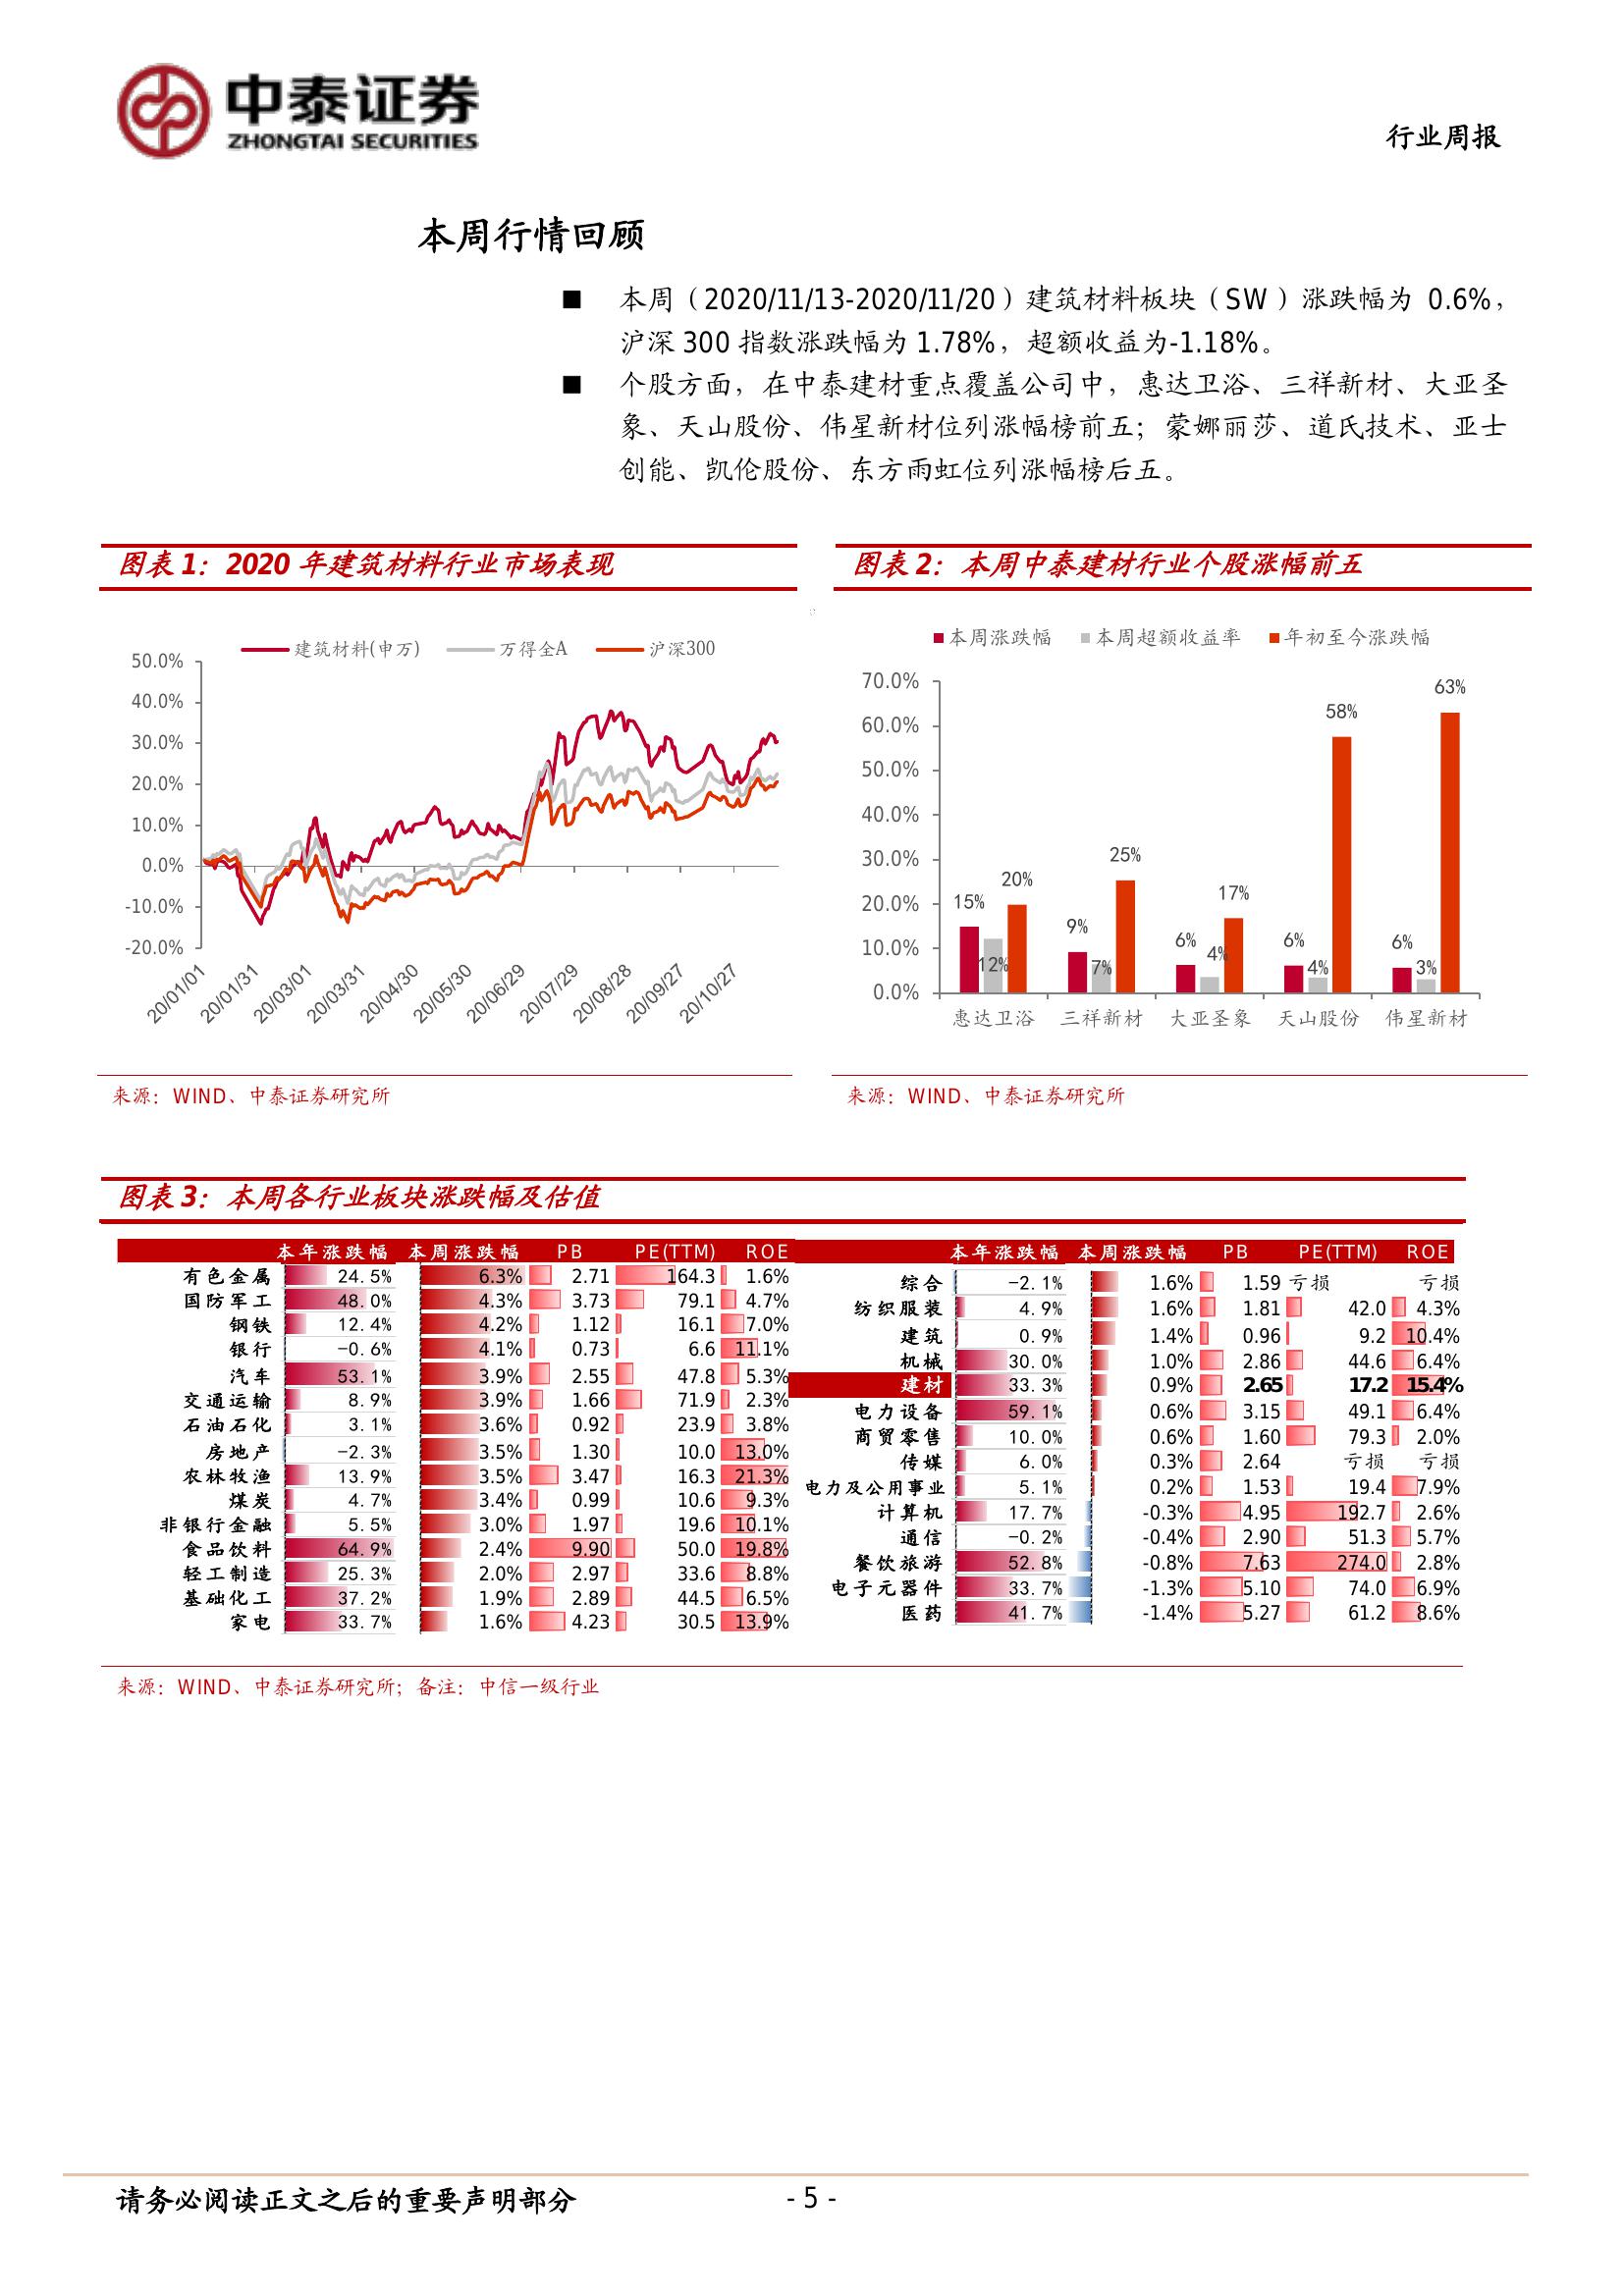 中泰证券
ZHONGTAI SECURITIES
行业周报
本周行情回顾
■ 本周（2020/11/13-2020/11/20）建筑材料板块（SW）涨跌幅为 0.6%，
沪深 300 指数涨跌幅为 1.78%，超额收益为-1.18%。
■ 个股方面，在中泰建材重点覆盖公司中，惠达卫浴、三祥新材、大亚圣
象、天山股份、伟星新材位列涨幅榜前五；蒙娜丽莎、道氏技术、亚士
创能、凯伦股份、东方雨虹位列涨幅榜后五。
图表 1：2020 年建筑材料行业市场表现
建筑材料(申万) 万得全A 沪深300
50.0%
40.0%
30.0%
20.0%
10.0%
0.0%
-10.0%
-20.0%
20/01/01 20/01/31 20/03/01 20/03/31 20/04/30 20/05/30 20/06/29 20/07/29 20/08/28 20/09/27 20/10/27
来源：WIND、中泰证券研究所
图表 2：本周中泰建材行业个股涨幅前五
本周涨跌幅 本周超额收益率 年初至今涨跌幅
70.0%
60.0%
50.0%
40.0%
30.0%
20.0%
10.0%
0.0%
15% 12% 20%
9% 7% 25%
6% 4% 17%
6% 4% 58%
6% 3% 63%
惠达卫浴 三祥新材 大亚圣象 天山股份 伟星新材
来源：WIND、中泰证券研究所
图表 3：本周各行业板块涨跌幅及估值
本年涨跌幅 本周涨跌幅 PB PE(TTM) ROE
有色金属 24.5% 6.3% 2.71 164.3 1.6%
国防军工 48.0% 4.3% 3.73 79.1 4.7%
钢铁 12.4% 4.2% 1.12 16.1 7.0%
银行 −0.6% 4.1% 0.73 6.6 11.1%
汽车 53.1% 3.9% 2.55 47.8 5.3%
交通运输 8.9% 3.9% 1.66 71.9 2.3%
石油石化 3.1% 3.6% 0.92 23.9 3.8%
房地产 −2.3% 3.5% 1.30 10.0 13.0%
农林牧渔 13.9% 3.5% 3.47 16.3 21.3%
煤炭 4.7% 3.4% 0.99 10.6 9.3%
非银行金融 5.5% 3.0% 1.97 19.6 10.1%
食品饮料 64.9% 2.4% 9.90 50.0 19.8%
轻工制造 25.3% 2.0% 2.97 33.6 8.8%
基础化工 37.2% 1.9% 2.89 44.5 6.5%
家电 33.7% 1.6% 4.23 30.5 13.9%
本年涨跌幅 本周涨跌幅 PB PE(TTM) ROE
综合 −2.1% 1.6% 1.59 亏损 亏损
纺织服装 4.9% 1.6% 1.81 42.0 4.3%
建筑 0.9% 1.4% 0.96 9.2 10.4%
机械 30.0% 1.0% 2.86 44.6 6.4%
建材 33.3% 0.9% 2.65 17.2 15.4%
电力设备 59.1% 0.6% 3.15 49.1 6.4%
商贸零售 10.0% 0.6% 1.60 79.3 2.0%
传媒 6.0% 0.3% 2.64 亏损 亏损
电力及公用事业 5.1% 0.2% 1.53 19.4 7.9%
计算机 17.7% -0.3% 4.95 192.7 2.6%
通信 −0.2% -0.4% 2.90 51.3 5.7%
餐饮旅游 52.8% -0.8% 7.63 274.0 2.8%
电子元器件 33.7% -1.3% 5.10 74.0 6.9%
医药 41.7% -1.4% 5.27 61.2 8.6%
来源：WIND、中泰证券研究所；备注：中信一级行业
请务必阅读正文之后的重要声明部分
- 5 -